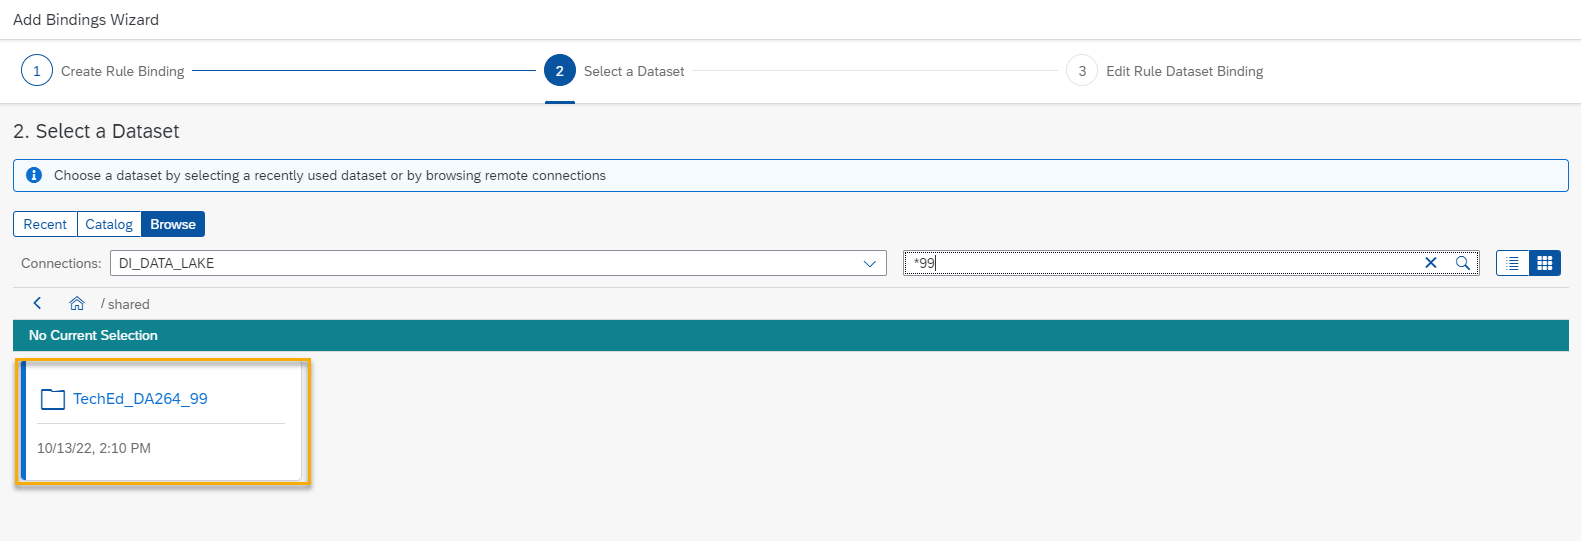 Add Bindings Wizard
1 Create Rule Binding 2 Select a Dataset 3 Edit Rule Dataset Binding
2. Select a Dataset
Choose a dataset by selecting a recently used dataset or by browsing remote connections
Recent Catalog Browse
Connections: DI_DATA_LAKE *99
/ shared
No Current Selection
TechEd_DA264_99
10/13/22, 2:10 PM